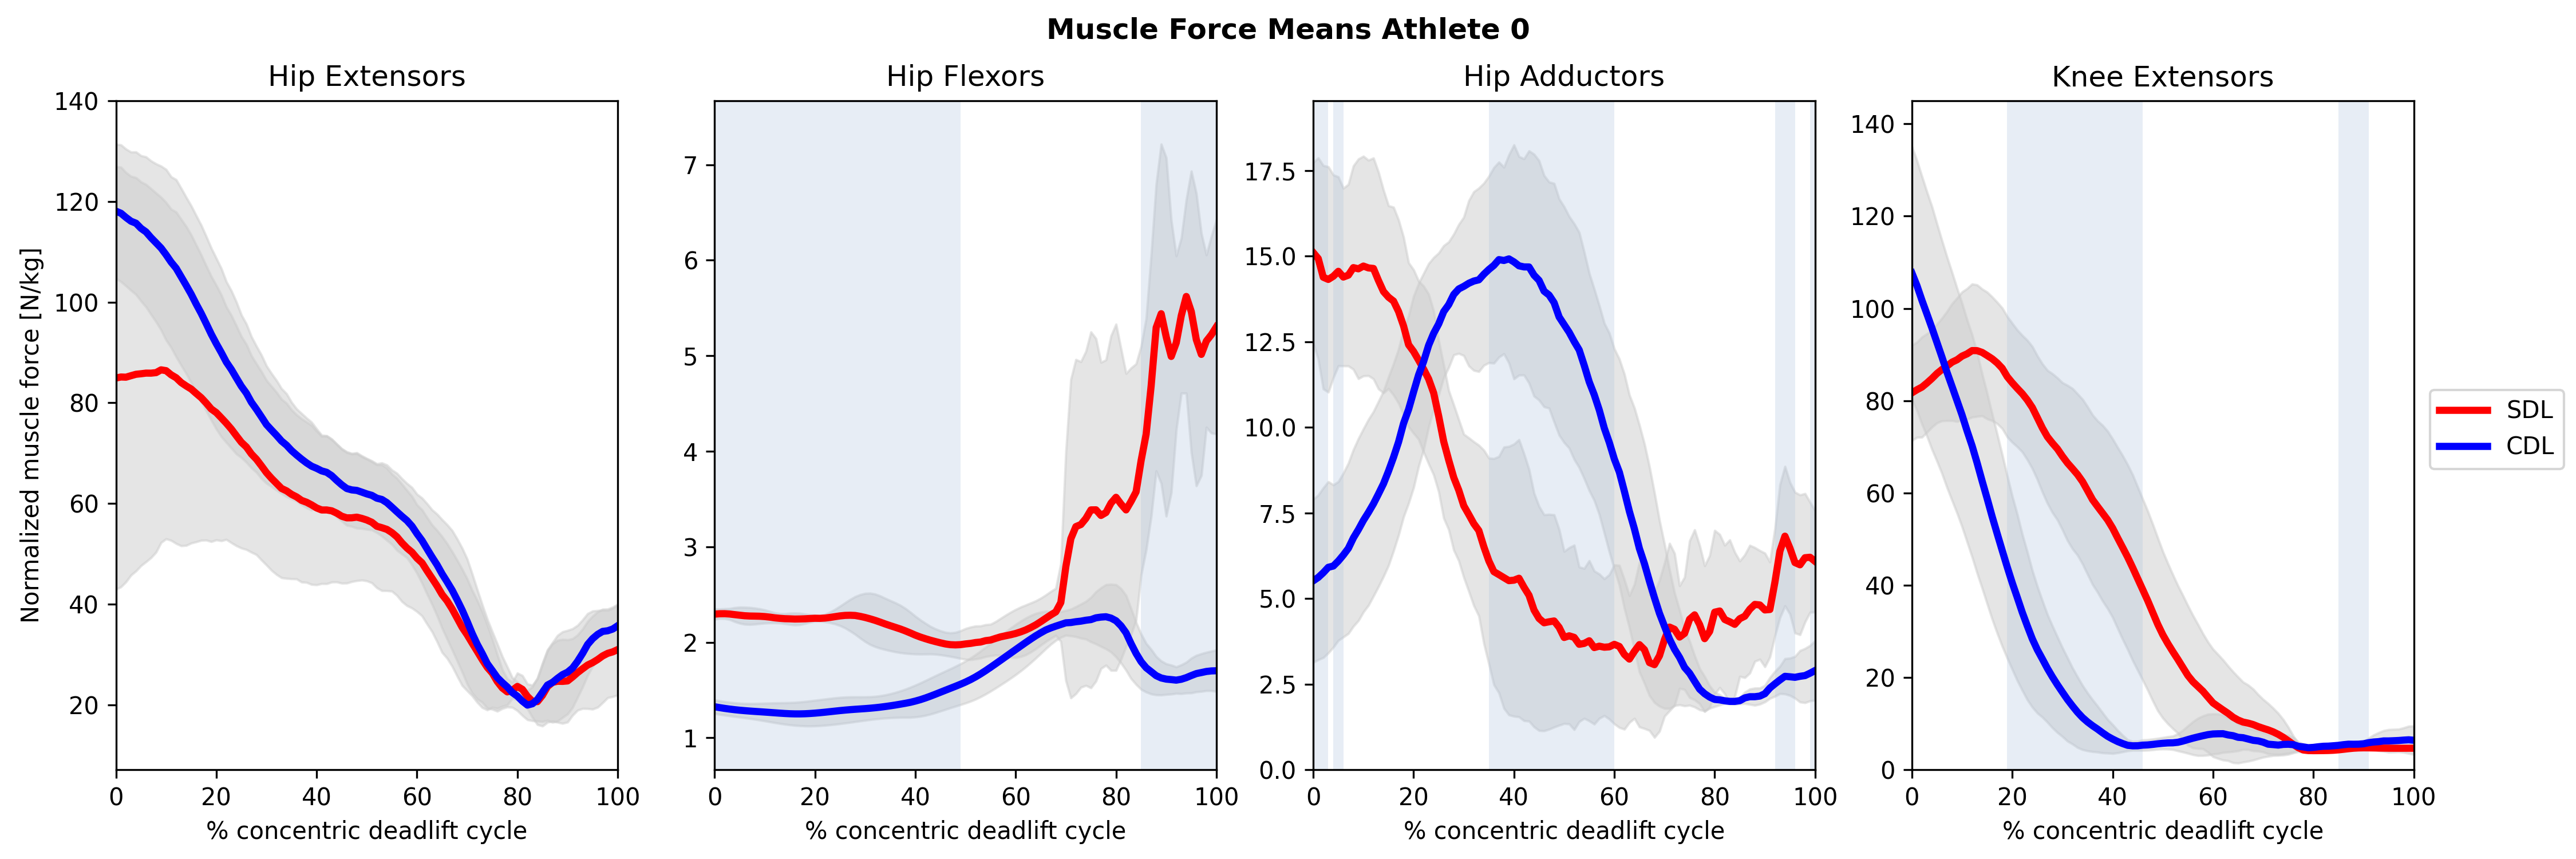 Muscle Force Means Athlete 0
Hip Extensors
Hip Flexors
Hip Adductors
Knee Extensors
Normalized muscle force [N/kg]
140
120
100
80
60
40
20
0 20 40 60 80 100
% concentric deadlift cycle
7
6
5
4
3
2
1
0 20 40 60 80 100
% concentric deadlift cycle
17.5
15.0
12.5
10.0
7.5
5.0
2.5
0.0
0 20 40 60 80 100
% concentric deadlift cycle
140
120
100
80
60
40
20
0
0 20 40 60 80 100
% concentric deadlift cycle
SDL
CDL